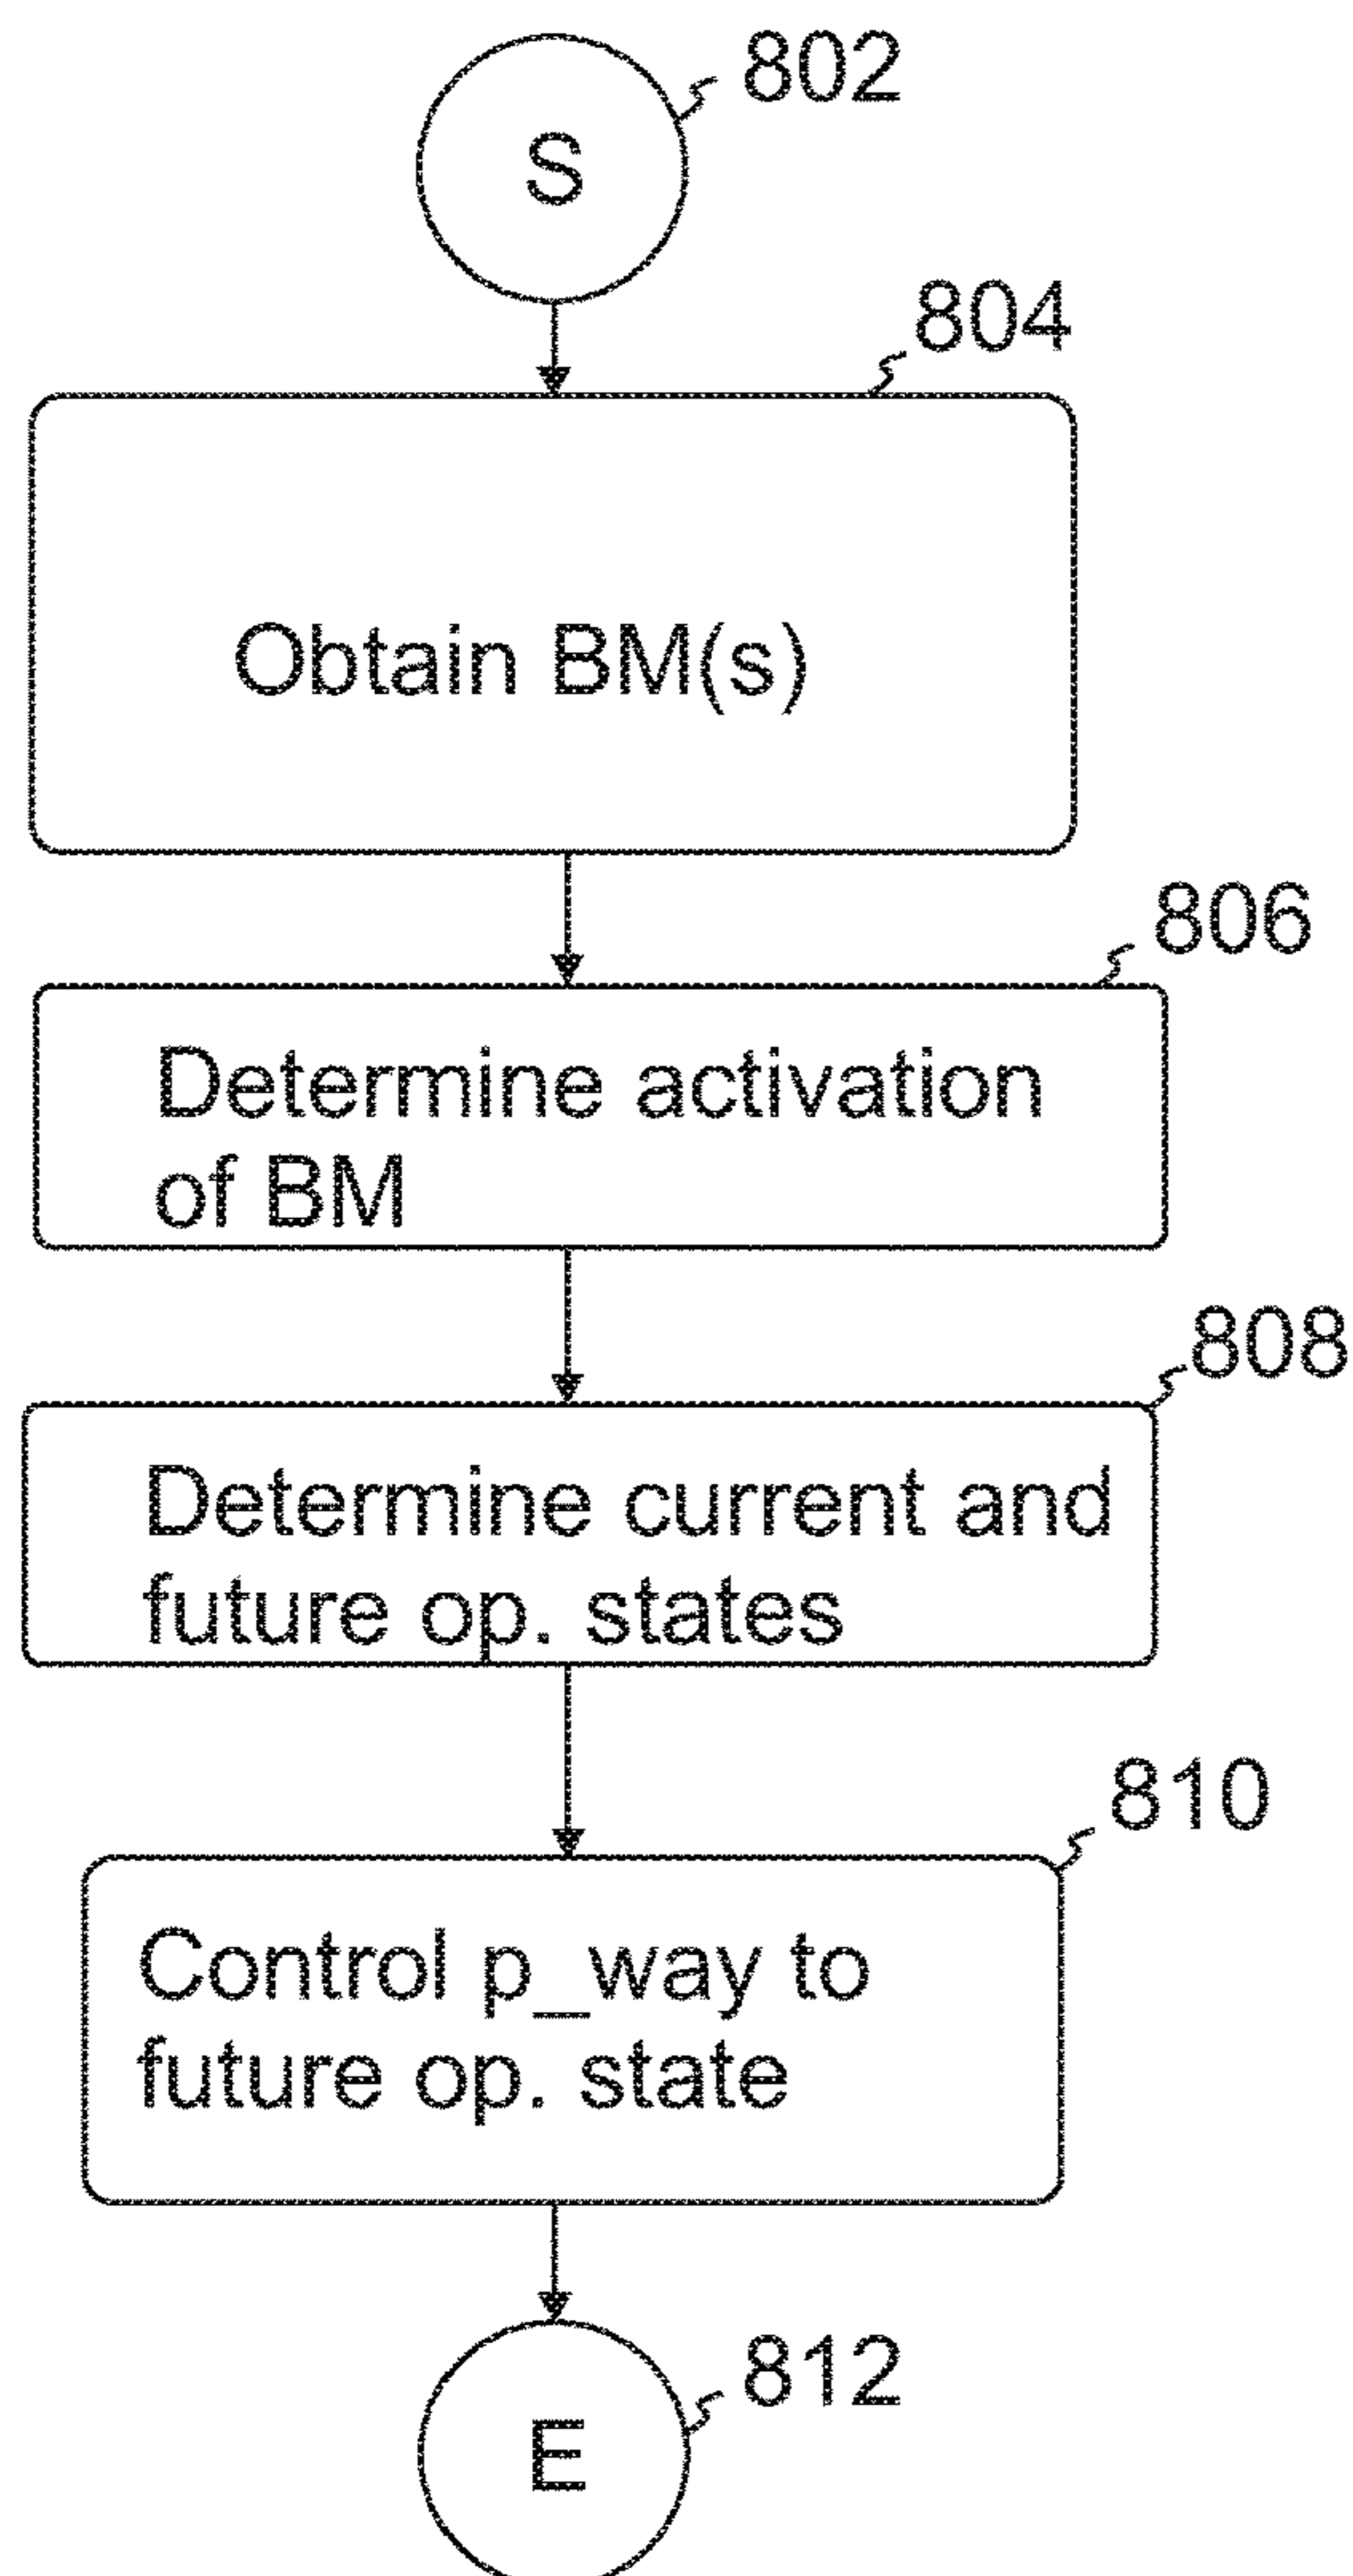 802
S
804
Obtain BM(s)
806
Determine activation
of BM
808
Determine current and
future op. states
810
Control p_way to
future op. state
812
E